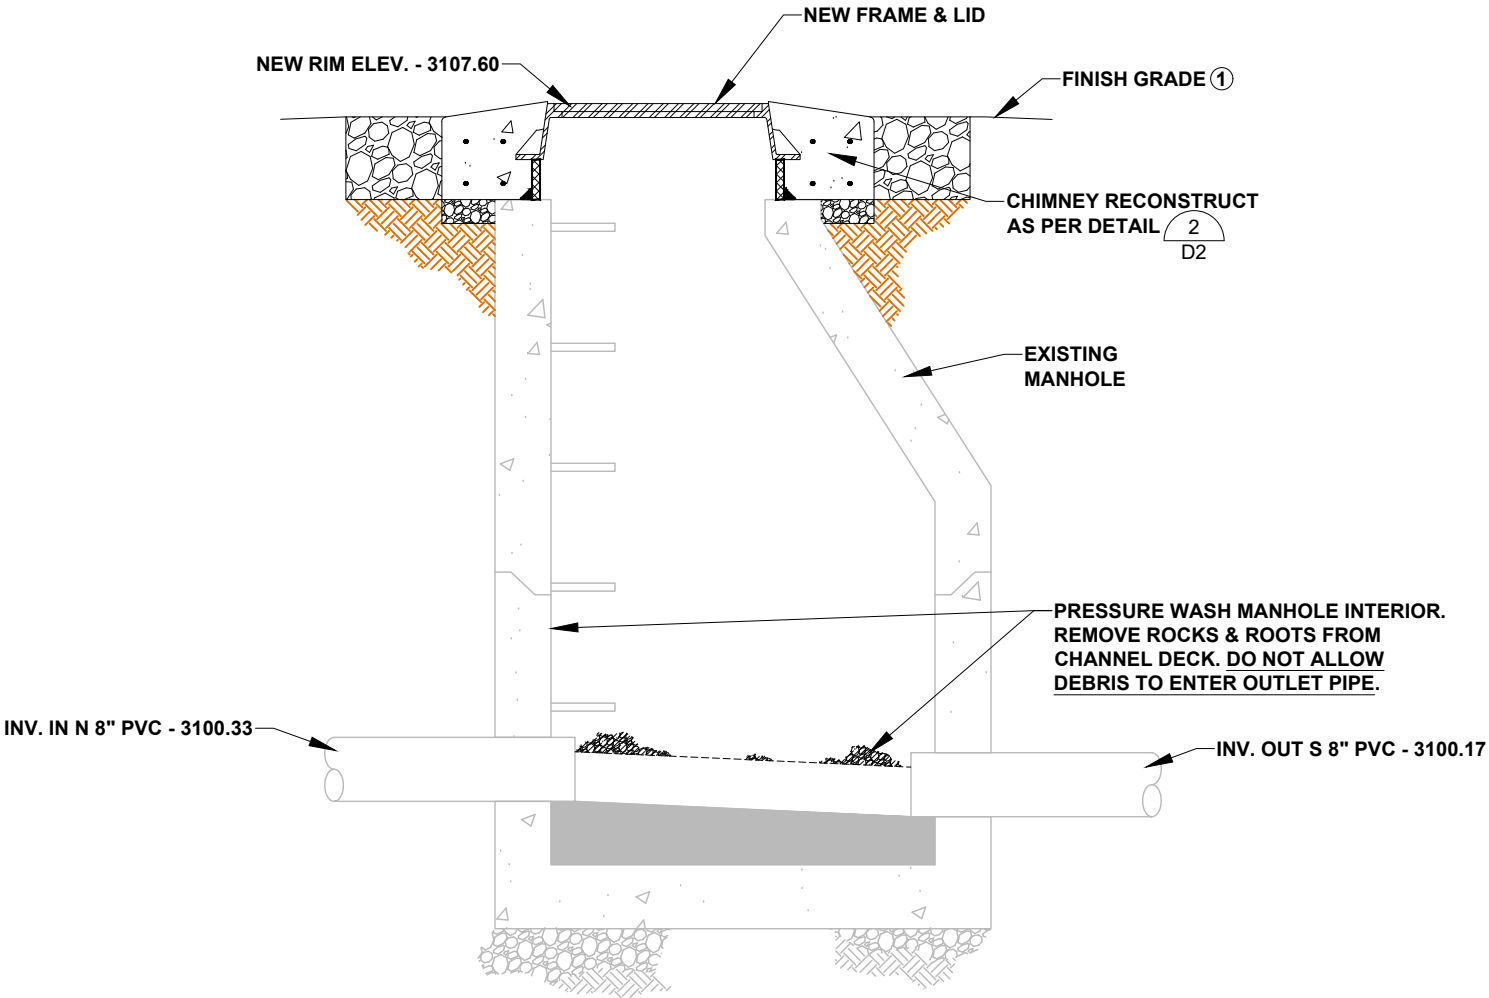 NEW FRAME & LID
NEW RIM ELEV. - 3107.60
FINISH GRADE 1
CHIMNEY RECONSTRUCT
AS PER DETAIL 2
D2
EXISTING
MANHOLE
PRESSURE WASH MANHOLE INTERIOR.
REMOVE ROCKS & ROOTS FROM
CHANNEL DECK. DO NOT ALLOW
DEBRIS TO ENTER OUTLET PIPE.
INV. IN N 8" PVC - 3100.33
INV. OUT S 8" PVC - 3100.17